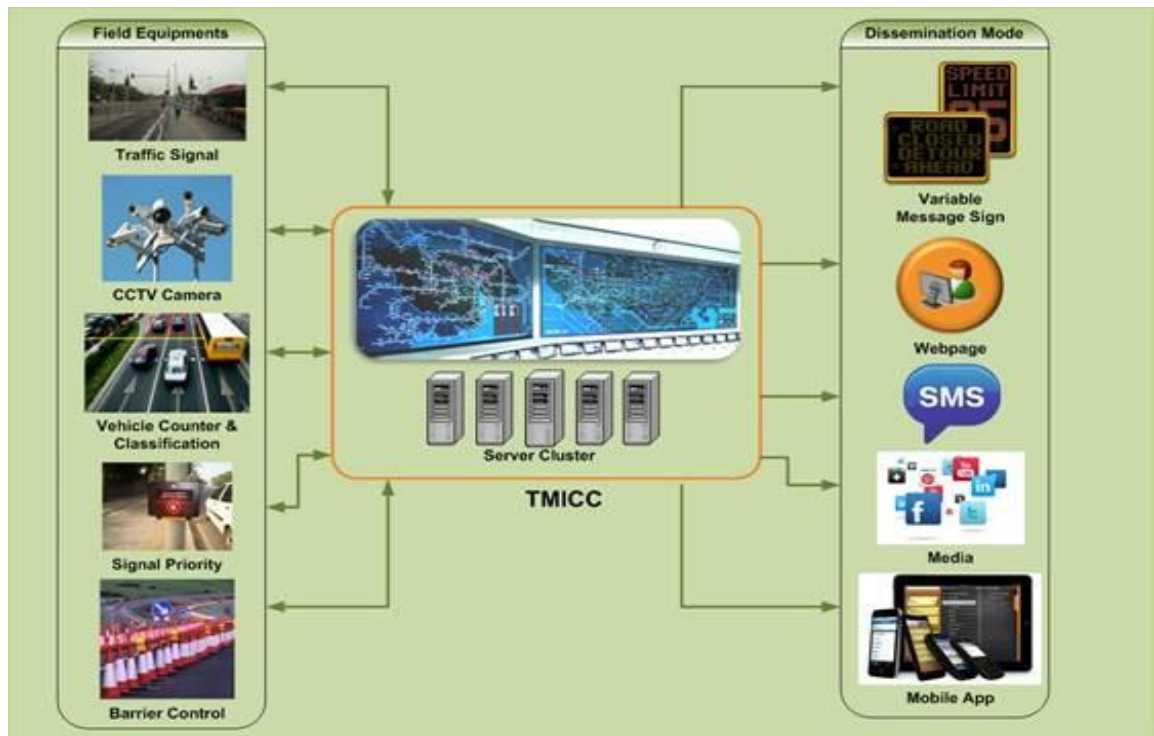 Field Equipments
Traffic Signal
CCTV Camera
Vehicle Counter &
Classification
Signal Priority
Barrier Control
Server Cluster
TMICC
Dissemination Mode
SPEED
LIMIT
ROAD
CLOSED
DETOUR
AHEAD
Variable
Message Sign
Webpage
SMS
Media
Mobile App